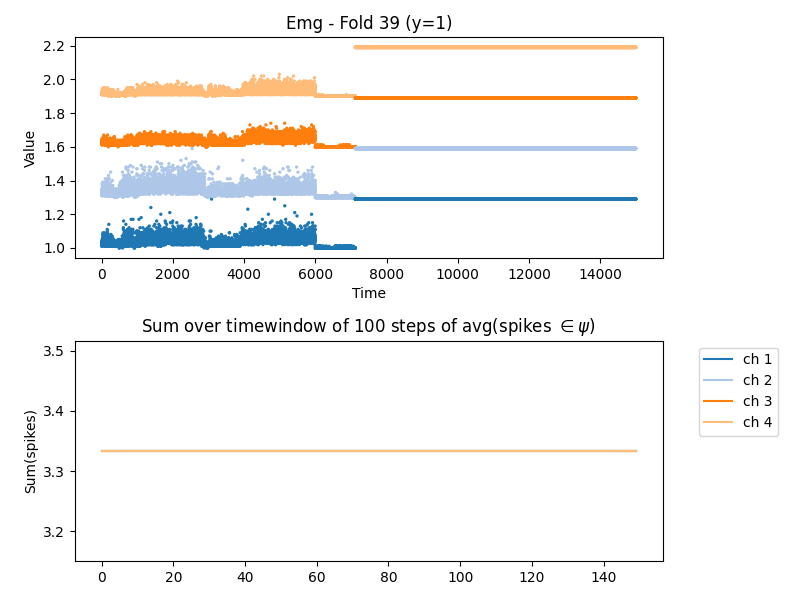 Emg - Fold 39 (y=1)
2.2
2.0
1.8
1.6
1.4
1.2
1.0
Value
0 2000 4000 6000 8000 10000 12000 14000
Time
Sum over timewindow of 100 steps of avg(spikes ∈ ψ)
3.5
3.4
3.3
3.2
Sum(spikes)
0 20 40 60 80 100 120 140
ch 1
ch 2
ch 3
ch 4